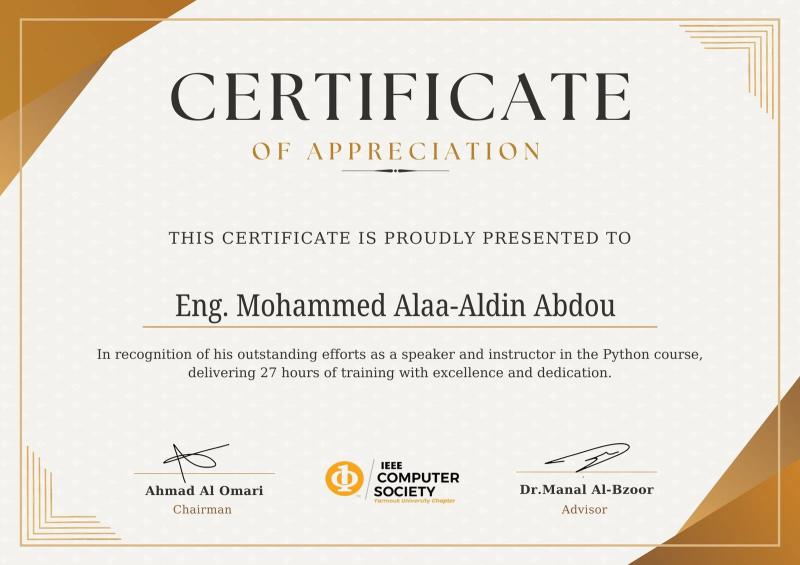 CERTIFICATE
OF APPRECIATION
THIS CERTIFICATE IS PROUDLY PRESENTED TO
Eng. Mohammed Alaa-Aldin Abdou
In recognition of his outstanding efforts as a speaker and instructor in the Python course,
delivering 27 hours of training with excellence and dedication.
Ahmad Al Omari
Chairman
IEEE
COMPUTER
SOCIETY
Yarmouk University Chapter
Dr.Manal Al-Bzoor
Advisor